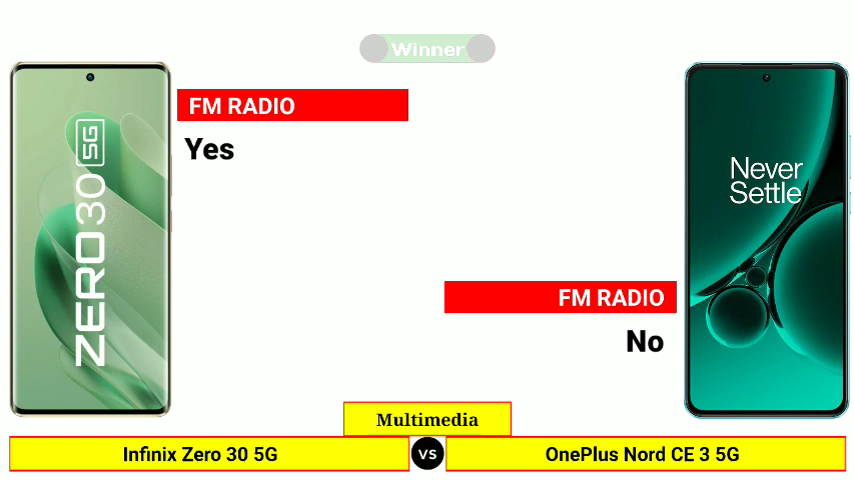 Winner
FM RADIO
Yes
ZERO 30 5G
Never
Settle
FM RADIO
No
Multimedia
Infinix Zero 30 5G
VS
OnePlus Nord CE 3 5G